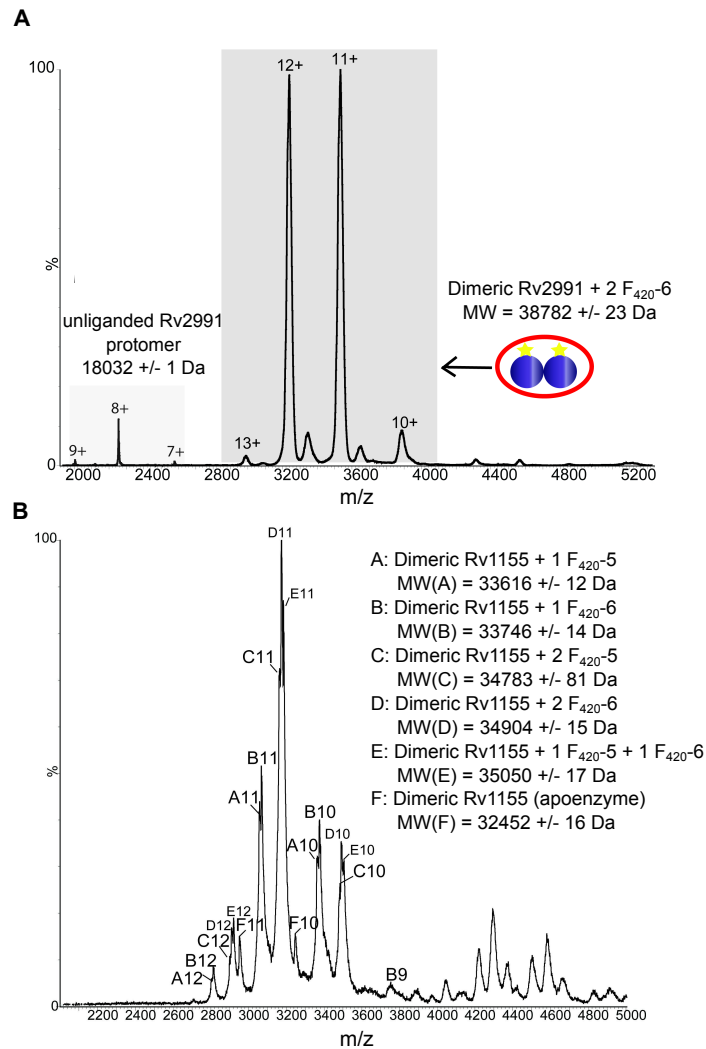 A
100
%
0
12+
11+
13+
10+
9+
8+
7+
unliganded Rv2991
protomer
18032 +/- 1 Da
Dimeric Rv2991 + 2 F420-6
MW = 38782 +/- 23 Da
2000 2400 2800 3200 3600 4000 4400 4800 5200
m/z
B
100
%
0
D11
E11
C11
B11
A11
B10
A10
D10
E10
C10
E12
D12
C12
F11
F10
B12
A12
B9
A: Dimeric Rv1155 + 1 F420-5
MW(A) = 33616 +/- 12 Da
B: Dimeric Rv1155 + 1 F420-6
MW(B) = 33746 +/- 14 Da
C: Dimeric Rv1155 + 2 F420-5
MW(C) = 34783 +/- 81 Da
D: Dimeric Rv1155 + 2 F420-6
MW(D) = 34904 +/- 15 Da
E: Dimeric Rv1155 + 1 F420-5 + 1 F420-6
MW(E) = 35050 +/- 17 Da
F: Dimeric Rv1155 (apoenzyme)
MW(F) = 32452 +/- 16 Da
2200 2400 2600 2800 3000 3200 3400 3600 3800 4000 4200 4400 4600 4800 5000
m/z